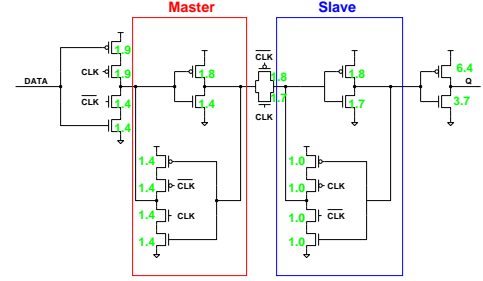 Master Slave
1.9
CLK 1.9
DATA
CLK 1.4
1.4
1.8
1.4
CLK
1.8
1.7
CLK
1.8
1.7
6.4
Q
3.7
1.4
1.4 CLK
1.4 CLK
1.4
1.0
1.0 CLK
1.0 CLK
1.0